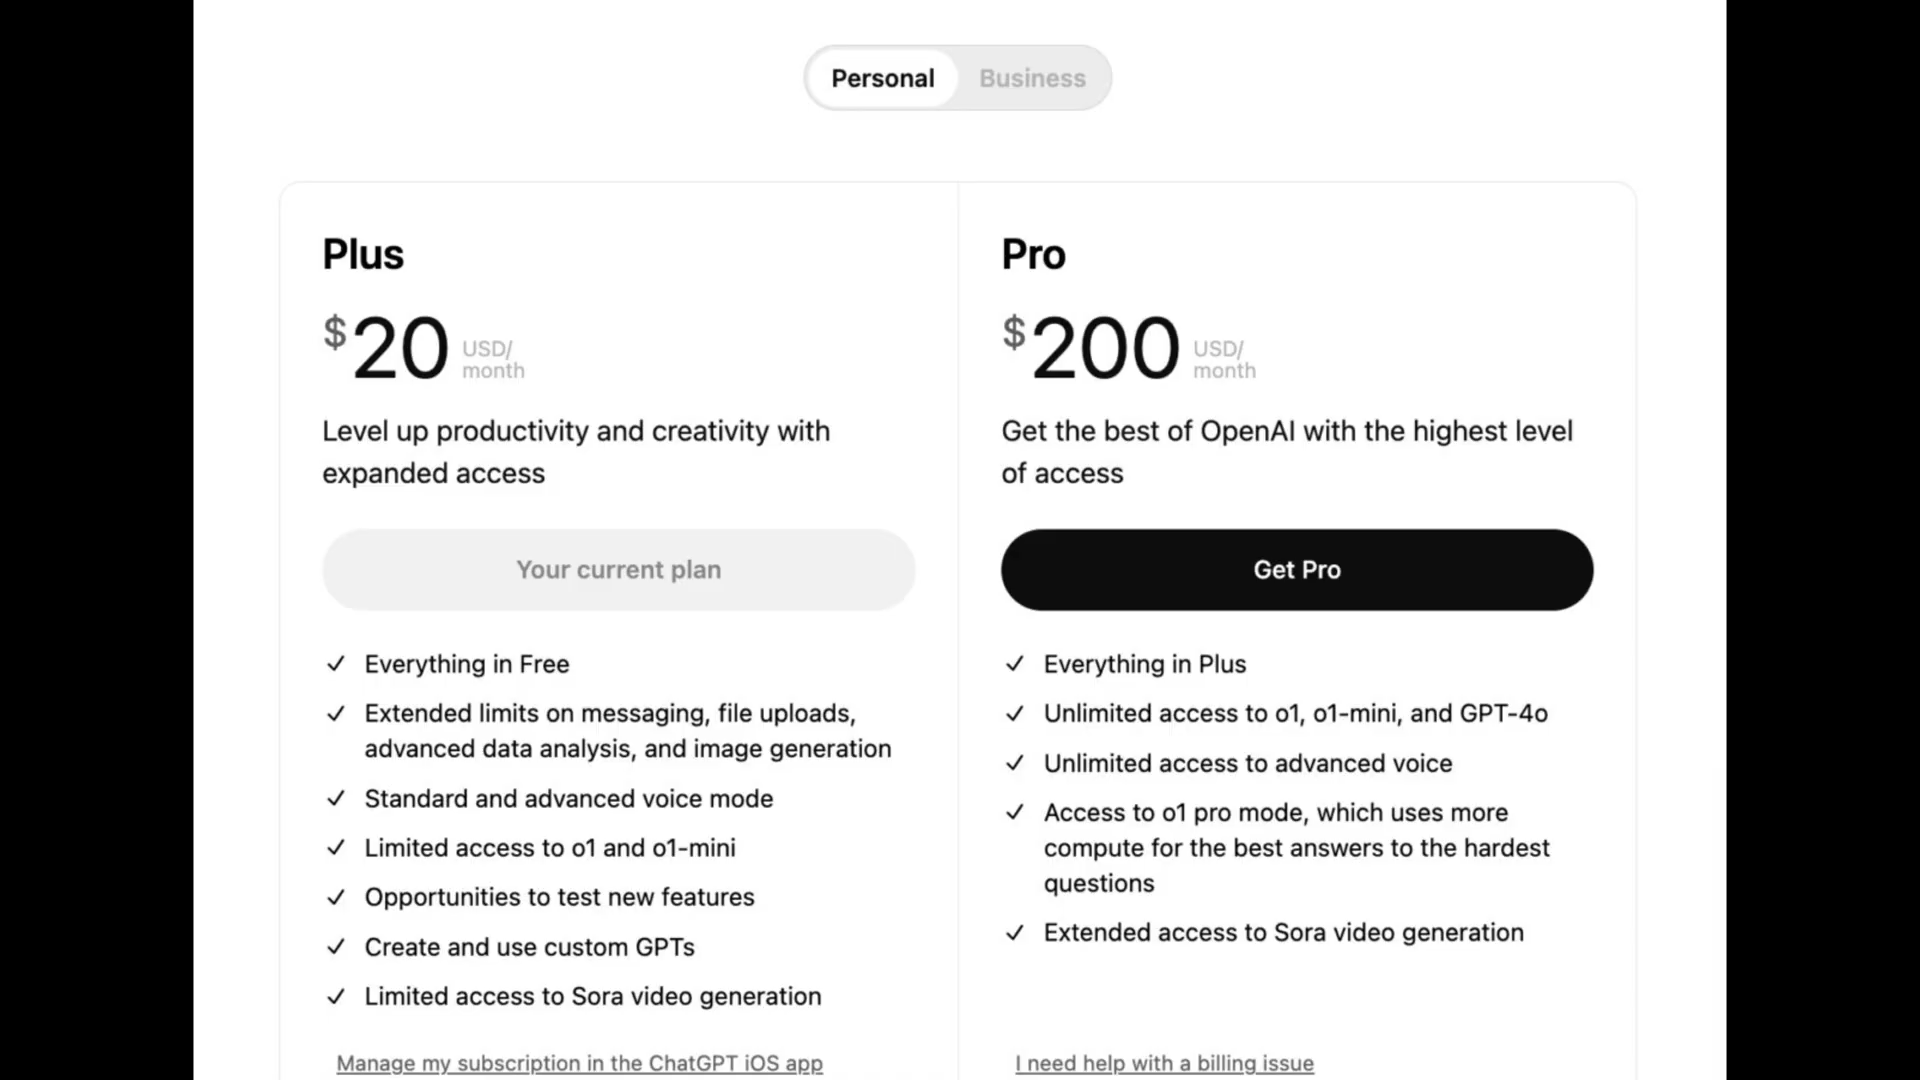 Personal Business
Plus
$20 USD/
month
Level up productivity and creativity with
expanded access
Your current plan
Everything in Free
Extended limits on messaging, file uploads,
advanced data analysis, and image generation
Standard and advanced voice mode
Limited access to o1 and o1-mini
Opportunities to test new features
Create and use custom GPTs
Limited access to Sora video generation
Manage my subscription in the ChatGPT iOS app
Pro
$200 USD/
month
Get the best of OpenAI with the highest level
of access
Get Pro
Everything in Plus
Unlimited access to o1, o1-mini, and GPT-4o
Unlimited access to advanced voice
Access to o1 pro mode, which uses more
compute for the best answers to the hardest
questions
Extended access to Sora video generation
I need help with a billing issue